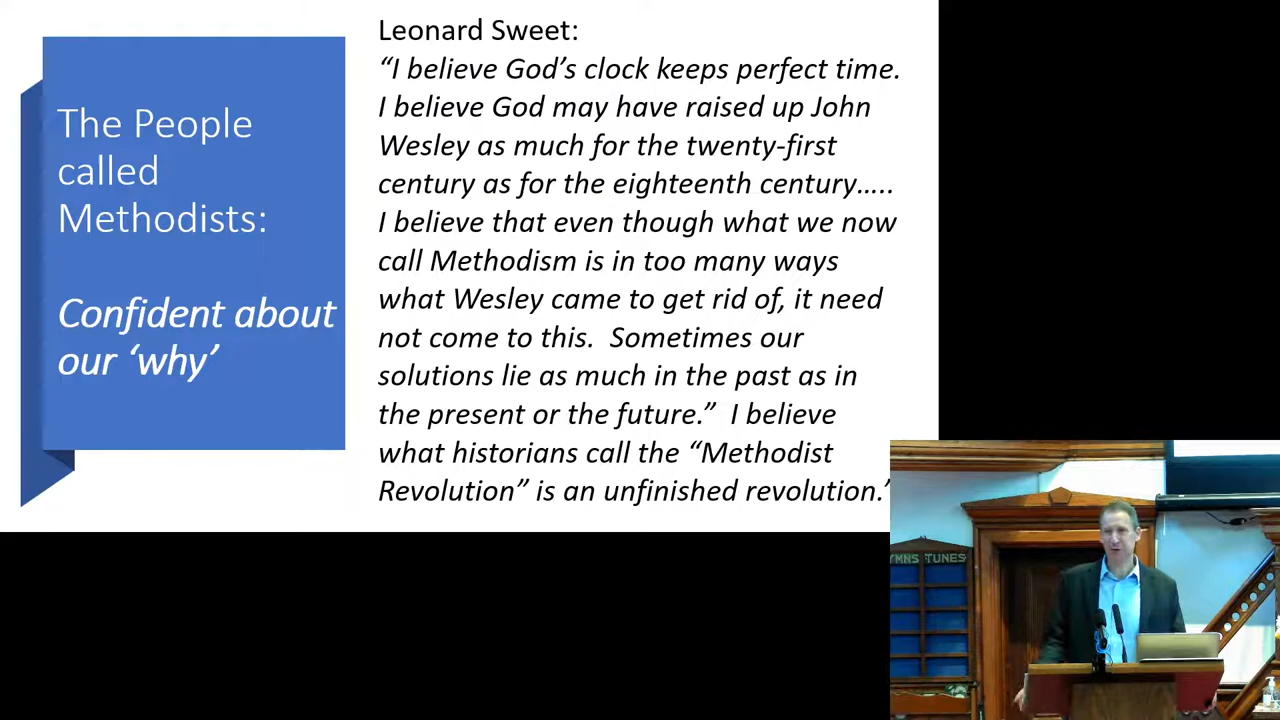 The People
called
Methodists:
Confident about
our ‘why’
Leonard Sweet:
“I believe God’s clock keeps perfect time.
I believe God may have raised up John
Wesley as much for the twenty-first
century as for the eighteenth century…..
I believe that even though what we now
call Methodism is in too many ways
what Wesley came to get rid of, it need
not come to this.  Sometimes our
solutions lie as much in the past as in
the present or the future.”  I believe
what historians call the “Methodist
Revolution” is an unfinished revolution.’
YMNS TUNES